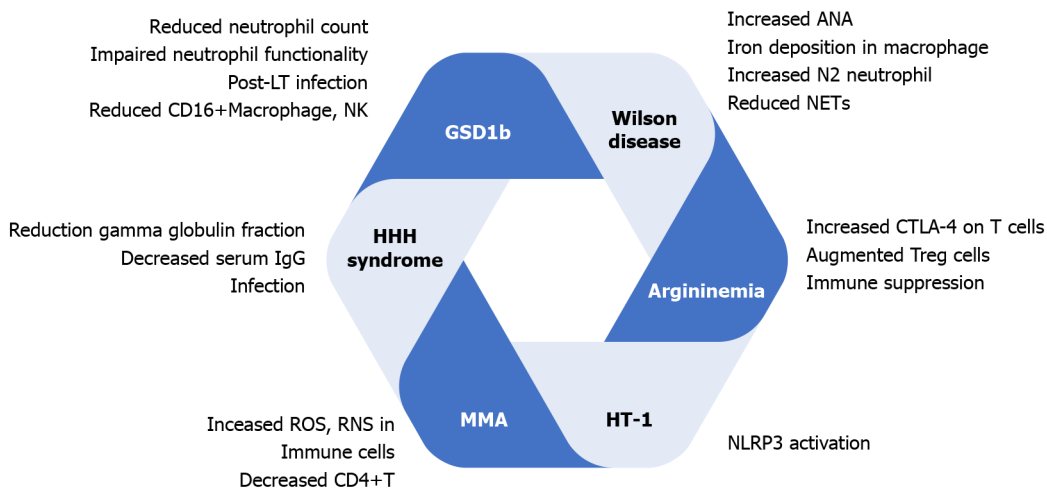 Reduced neutrophil count
Impaired neutrophil functionality
Post-LT infection
Reduced CD16+Macrophage, NK
GSD1b
Increased ANA
Iron deposition in macrophage
Increased N2 neutrophil
Reduced NETs
Wilson
disease
Reduction gamma globulin fraction
Decreased serum IgG
Infection
HHH
syndrome
Increased CTLA-4 on T cells
Augmented Treg cells
Immune suppression
Argininemia
Inceased ROS, RNS in
Immune cells
Decreased CD4+T
MMA
HT-1
NLRP3 activation